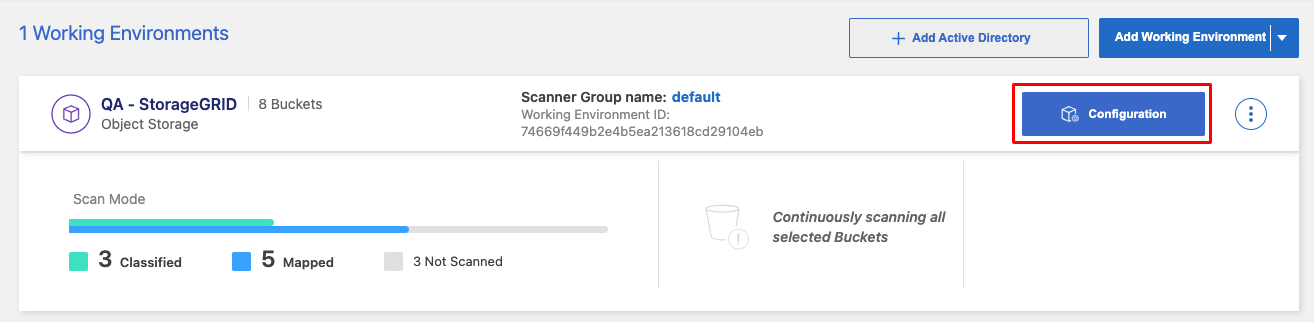 1 Working Environments
Add Active Directory
Add Working Environment
QA - StorageGRID
8 Buckets
Object Storage
Scanner Group name: default
Working Environment ID:
74669f449b2e4b5ea213618cd29104eb
Configuration
Scan Mode
3 Classified
5 Mapped
3 Not Scanned
Continuously scanning all
selected Buckets